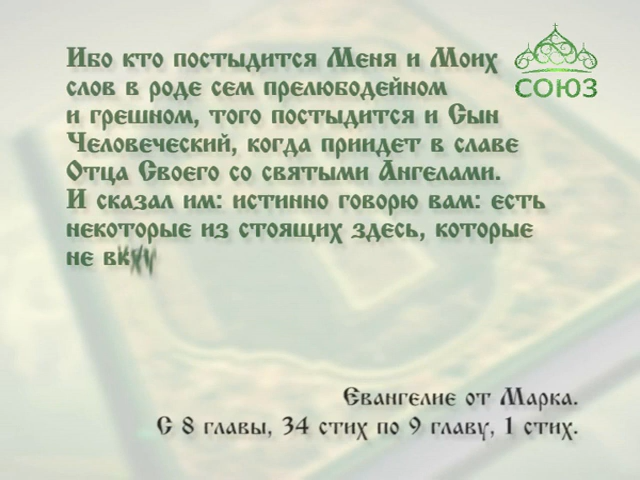 Ибо кто постыдится Меня и Моих
слов в роде сем прелюбодейном
и грешном, того постыдится и Сын
Человеческий, когда приидет в славе
Отца Своего со святыми Ангелами.
И сказал им: истинно говорю вам: есть
некоторые из стоящих здесь, которые
не
СОЮЗ
Евангелие от Марка.
С 8 главы, 34 стих по 9 главу, 1 стих.